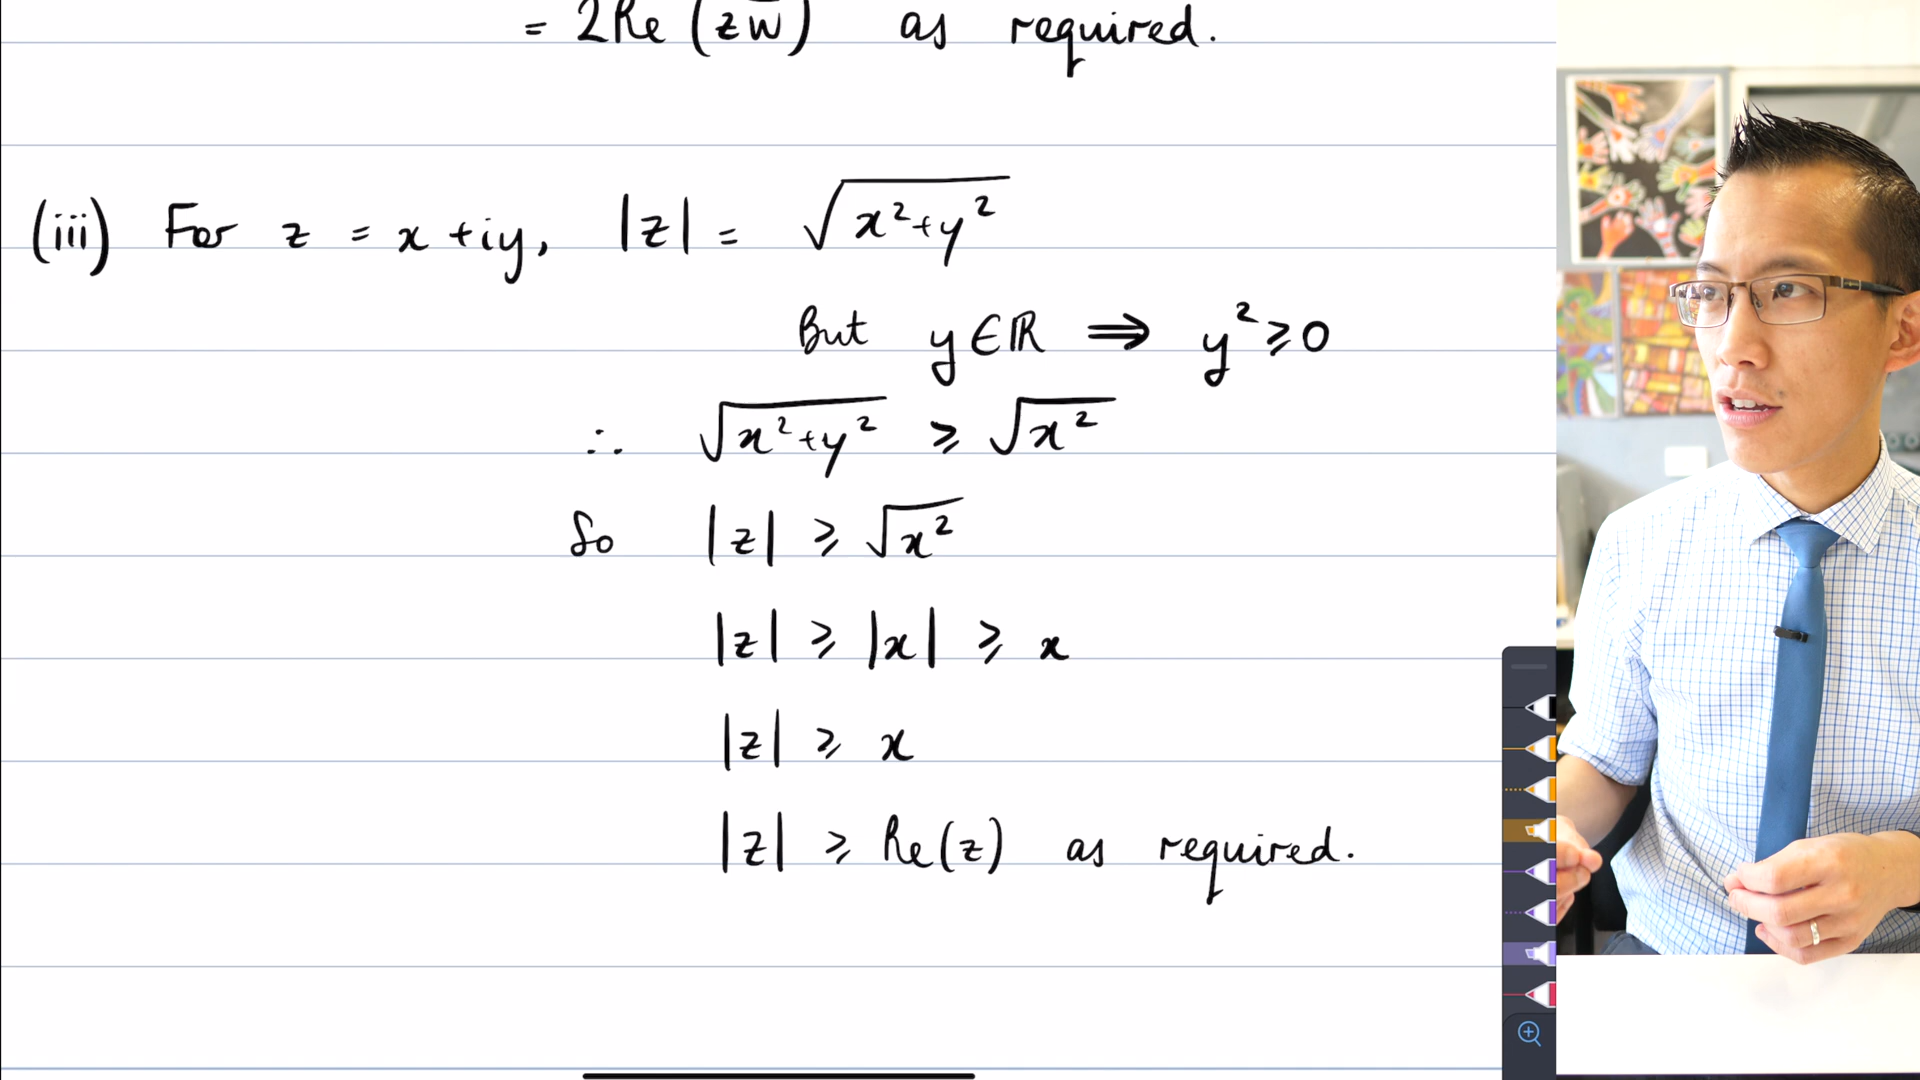 = 2Re (zw̅) as required.
(iii) For z = x + iy, |z| = √(x²+y²)
But y ∈ ℝ ⇒ y² ⩾ 0
∴ √(x²+y²) ⩾ √(x²)
So |z| ⩾ √(x²)
|z| ⩾ |x| ⩾ x
|z| ⩾ x
|z| ⩾ Re(z) as required.